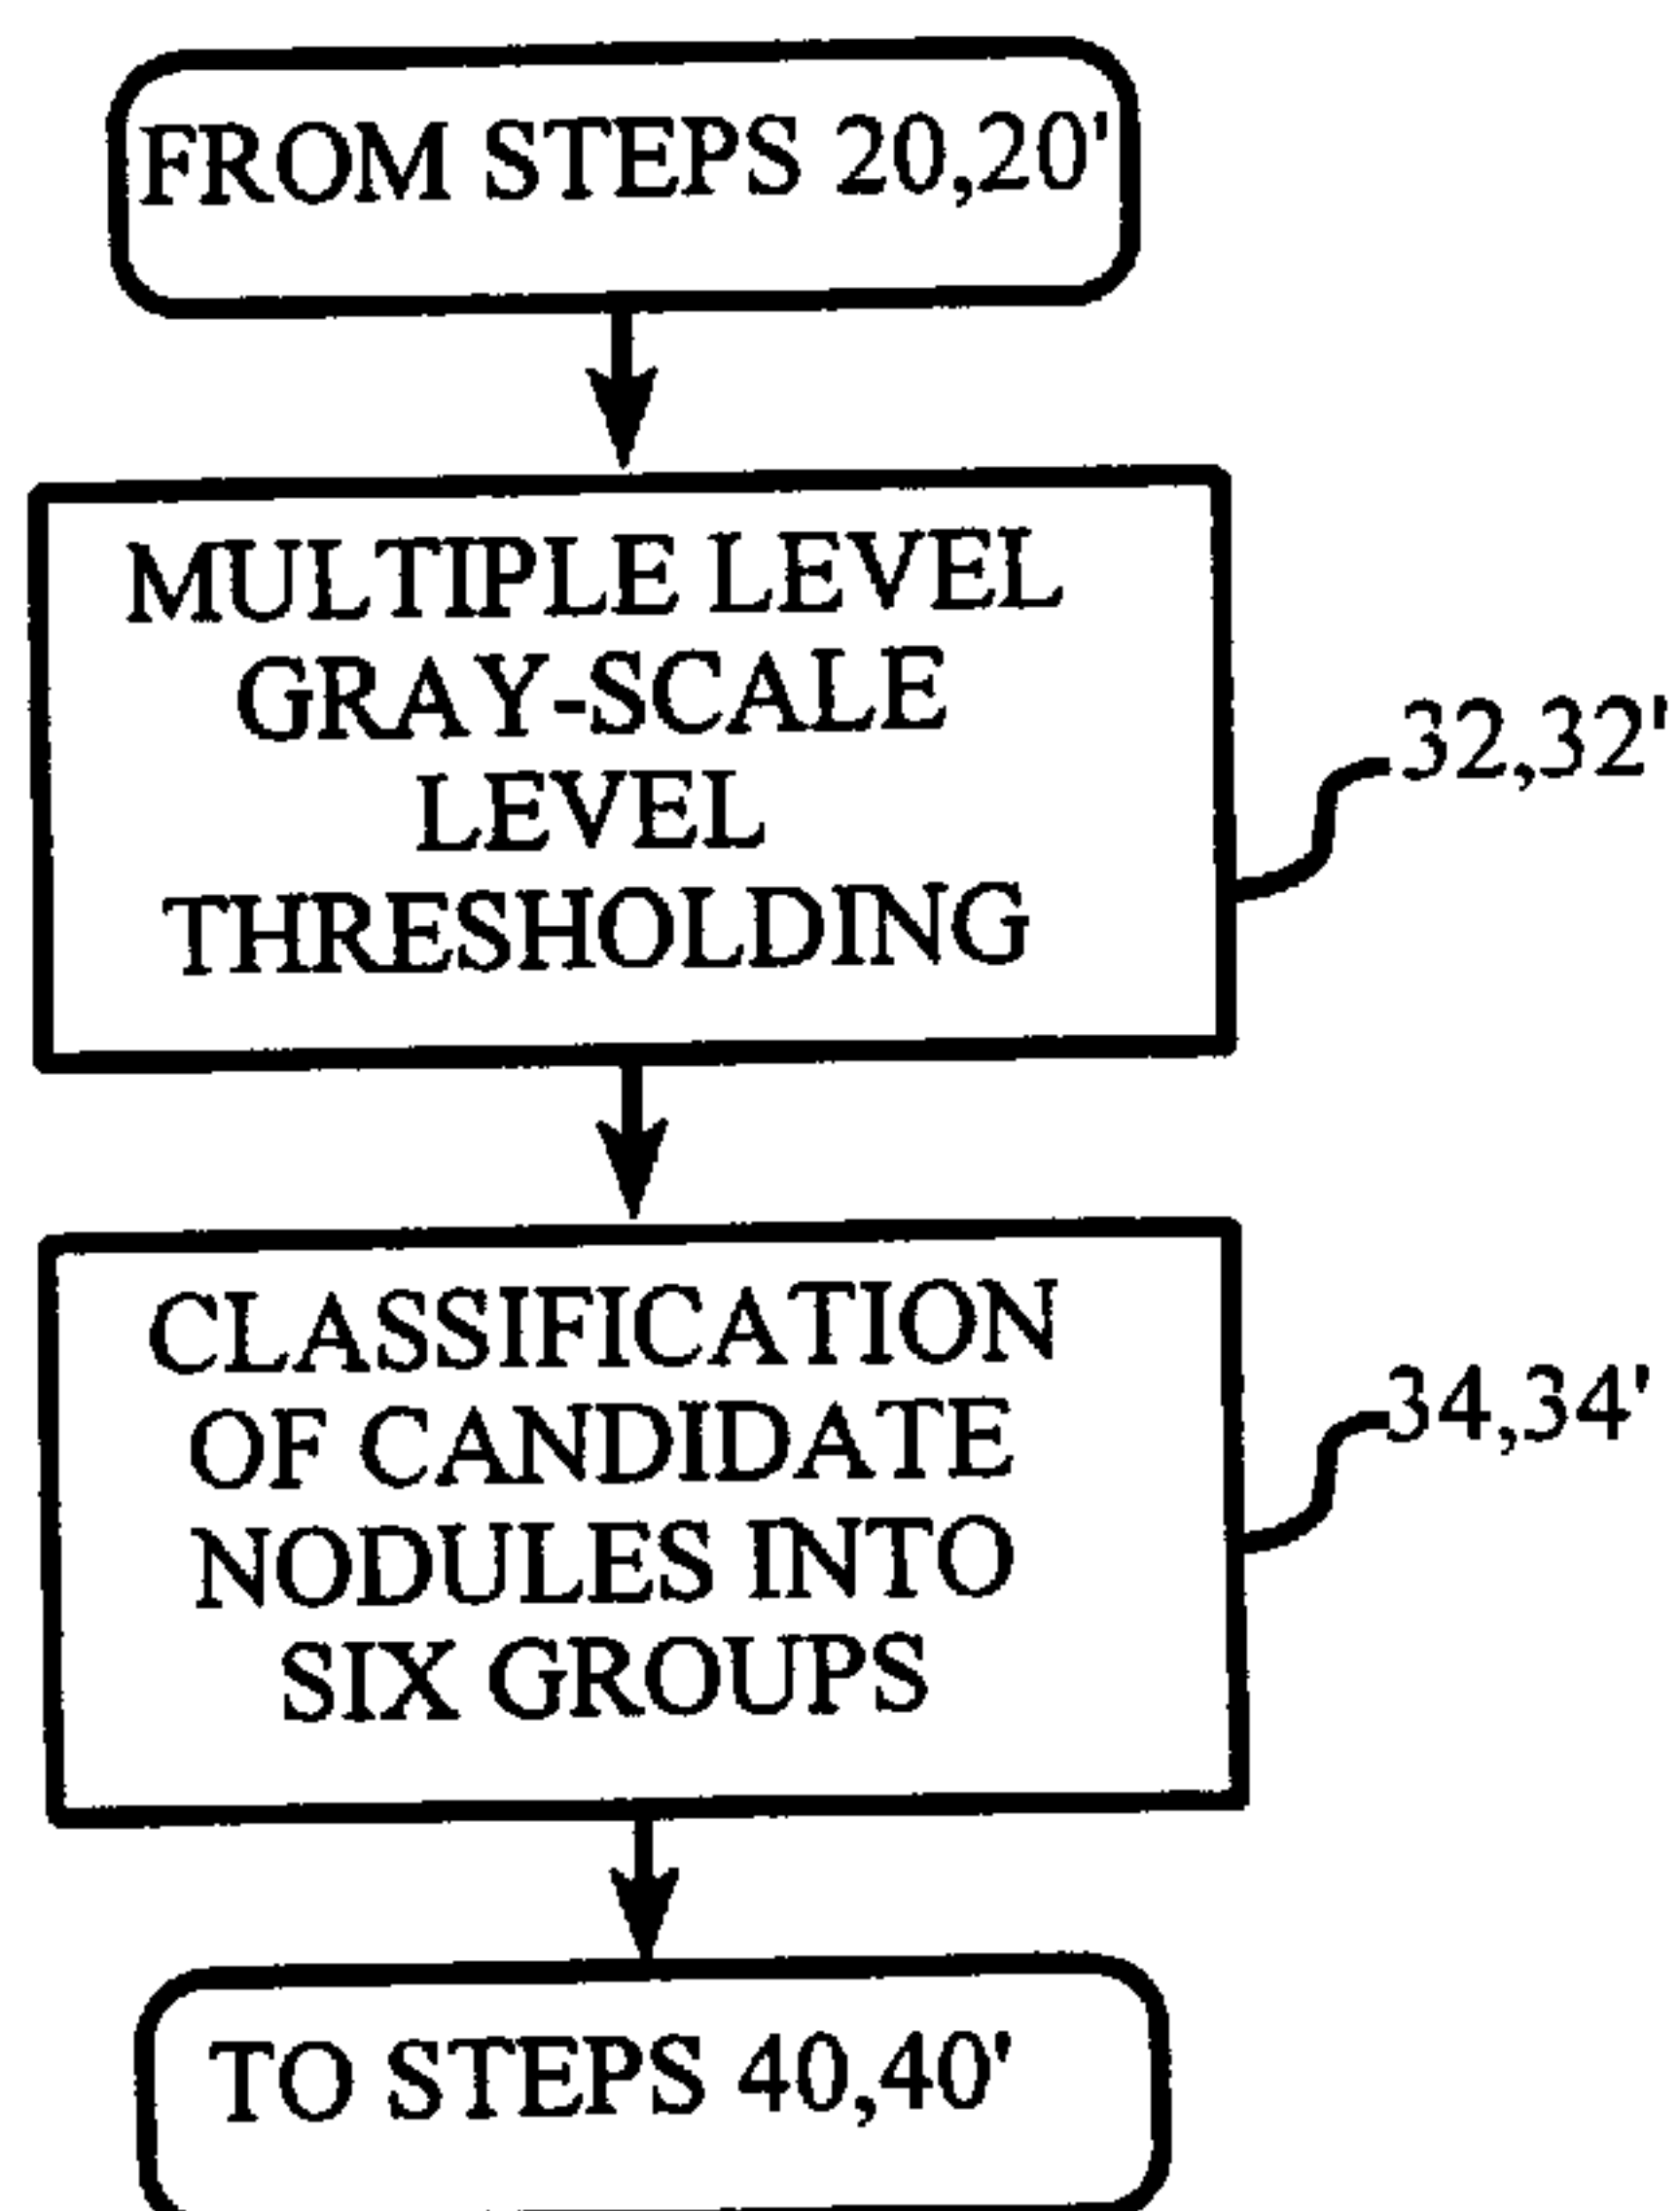 FROM STEPS 20,20'
MULTIPLE LEVEL
GRAY-SCALE
LEVEL
THRESHOLDING
32,32'
CLASSIFICATION
OF CANDIDATE
NODULES INTO
SIX GROUPS
34,34'
TO STEPS 40,40'